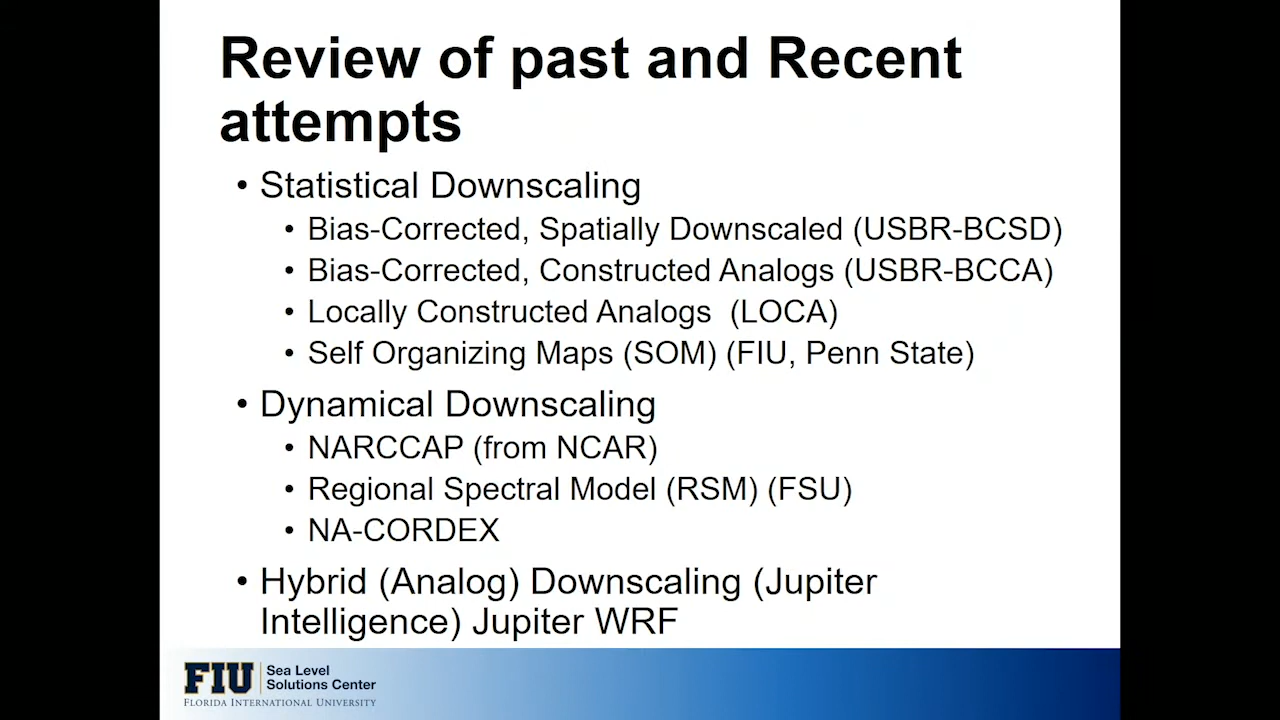 Review of past and Recent
attempts
• Statistical Downscaling
• Bias-Corrected, Spatially Downscaled (USBR-BCSD)
• Bias-Corrected, Constructed Analogs (USBR-BCCA)
• Locally Constructed Analogs (LOCA)
• Self Organizing Maps (SOM) (FIU, Penn State)
• Dynamical Downscaling
• NARCCAP (from NCAR)
• Regional Spectral Model (RSM) (FSU)
• NA-CORDEX
• Hybrid (Analog) Downscaling (Jupiter
Intelligence) Jupiter WRF
FIU
Sea Level
Solutions Center
FLORIDA INTERNATIONAL UNIVERSITY